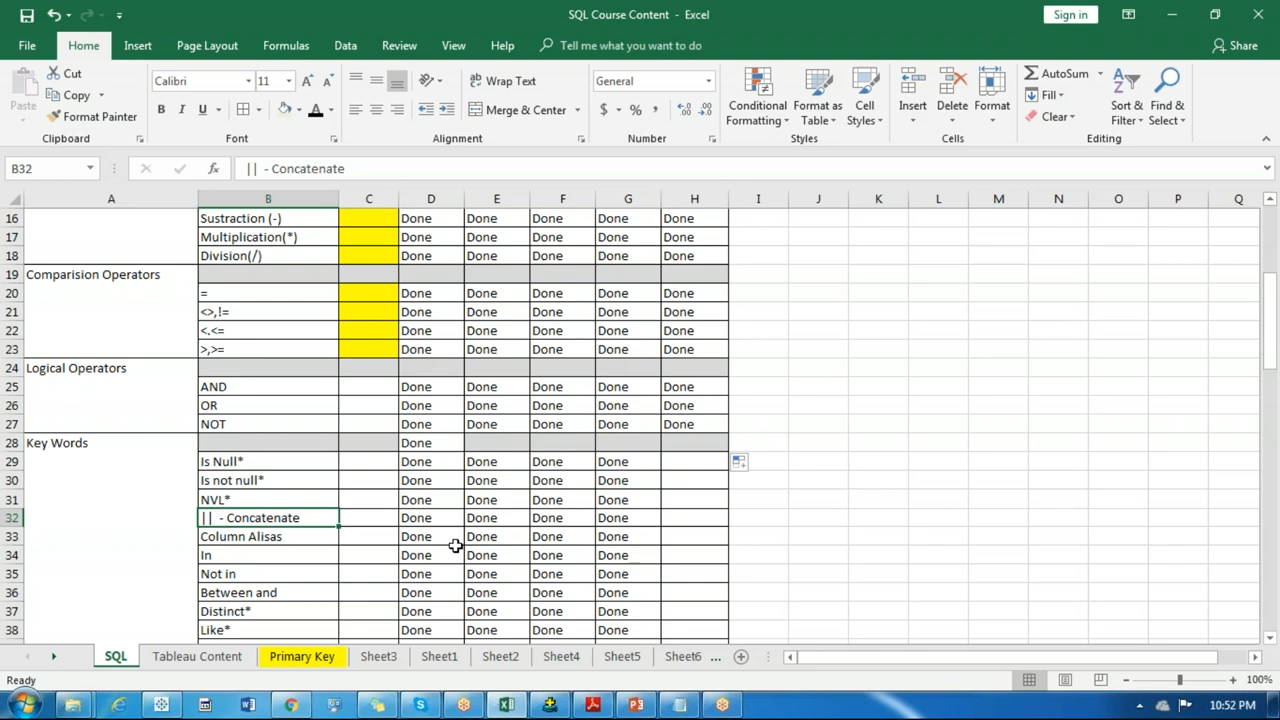 SQL Course Content - Excel
Sign in
File Home Insert Page Layout Formulas Data Review View Help Tell me what you want to do Share
Paste
Cut
Copy
Format Painter
Calibri 11
B I U
Wrap Text
Merge & Center
General
$ % ,
Conditional Formatting
Format as Table
Cell Styles
Insert
Delete
Format
AutoSum
Fill
Clear
Sort & Filter
Find & Select
Clipboard Font Alignment Number Styles Cells Editing
B32 fx || - Concatenate
A B C D E F G H I J K L M N O P Q
16 Sustraction (-) Done Done Done Done Done
17 Multiplication(*) Done Done Done Done Done
18 Division(/) Done Done Done Done Done
19 Comparision Operators
20 = Done Done Done Done Done
21 <>,!= Done Done Done Done Done
22 <.<= Done Done Done Done Done
23 >,>= Done Done Done Done Done
24 Logical Operators
25 AND Done Done Done Done Done
26 OR Done Done Done Done Done
27 NOT Done Done Done Done Done
28 Key Words Done
29 Is Null* Done Done Done Done
30 Is not null* Done Done Done Done
31 NVL* Done Done Done Done
32 || - Concatenate Done Done Done Done
33 Column Alisas Done Done Done Done
34 In Done Done Done Done
35 Not in Done Done Done Done
36 Between and Done Done Done Done
37 Distinct* Done Done Done Done
38 Like* Done Done Done Done
SQL Tableau Content Primary Key Sheet3 Sheet1 Sheet2 Sheet4 Sheet5 Sheet6 ...
Ready 100%
10:52 PM